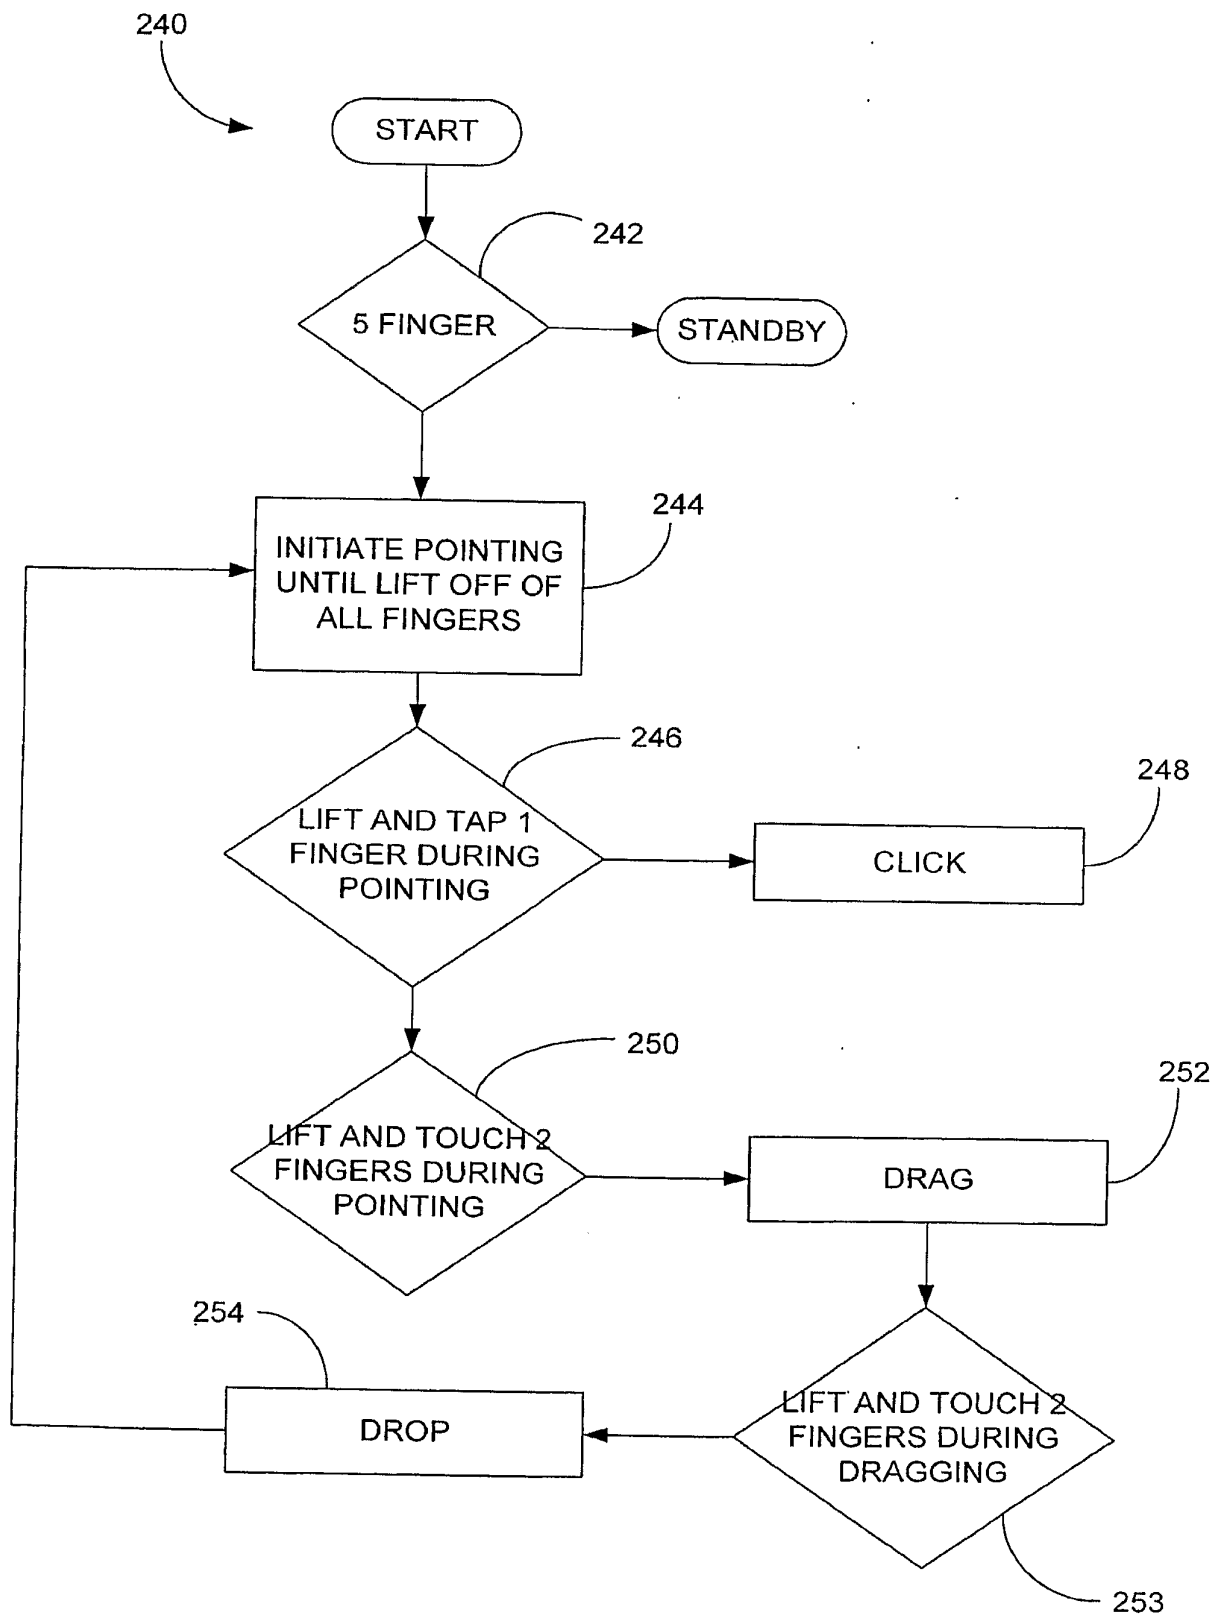 240
START
242
5 FINGER
STANDBY
244
INITIATE POINTING
UNTIL LIFT OFF OF
ALL FINGERS
246
248
LIFT AND TAP 1
FINGER DURING
POINTING
CLICK
250
252
LIFT AND TOUCH 2
FINGERS DURING
POINTING
DRAG
254
DROP
LIFT AND TOUCH 2
FINGERS DURING
DRAGGING
253